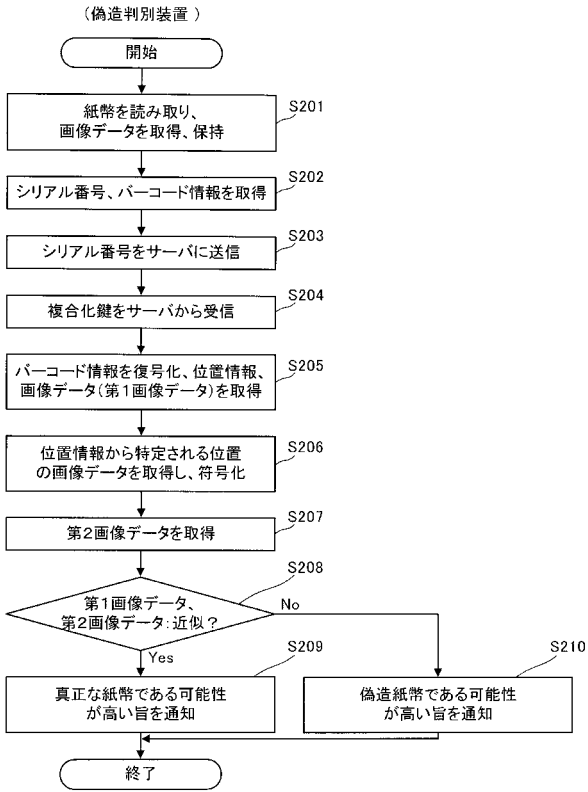 （偽造判別装置）
開始
S201
紙幣を読み取り、
画像データを取得、保持
S202
シリアル番号、バーコード情報を取得
S203
シリアル番号をサーバに送信
S204
複合化鍵をサーバから受信
S205
バーコード情報を復号化、位置情報、
画像データ(第1画像データ)を取得
S206
位置情報から特定される位置
の画像データを取得し、符号化
S207
第2画像データを取得
S208
第1画像データ、
第2画像データ:近似?
No
Yes
S209
真正な紙幣である可能性
が高い旨を通知
S210
偽造紙幣である可能性
が高い旨を通知
終了